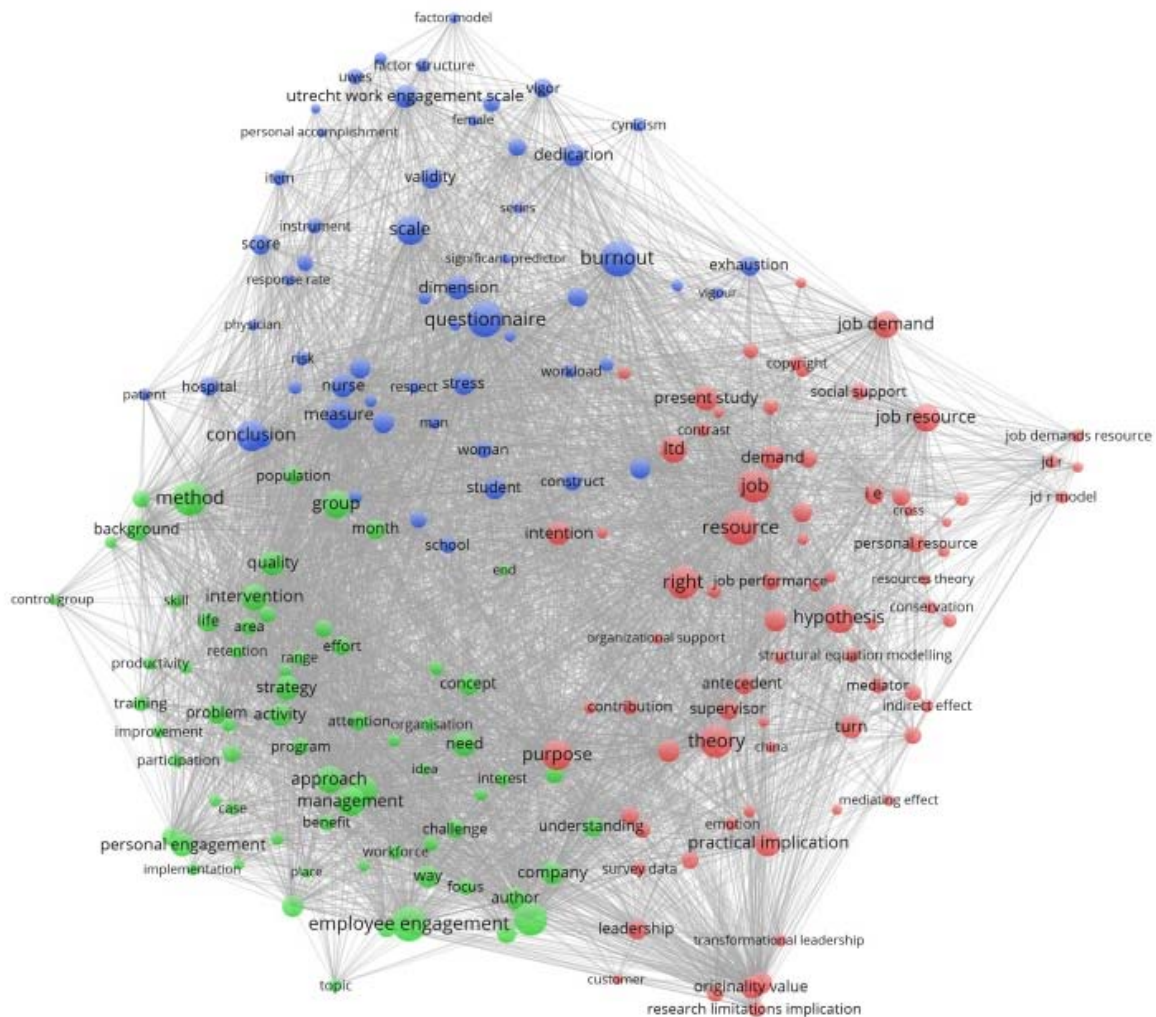 factor model
factor structure
uwes
utrecht work engagement scale
vigor
female
personal accomplishment
cynicism
dedication
item
validity
series
instrument
scale
score
significant predictor
burnout
exhaustion
response rate
dimension
vigour
questionnaire
physician
job demand
risk
copyright
workload
patient
hospital
nurse
respect
stress
social support
present study
measure
job resource
man
contrast
conclusion
job demands resource
woman
ltd
demand
jd r
population
student
construct
job
method
group
i e
jd r model
cross
background
month
intention
resource
school
personal resource
quality
end
right
job performance
resources theory
control group
skill
intervention
conservation
life
area
hypothesis
organizational support
effort
retention
range
structural equation modelling
productivity
strategy
concept
antecedent
mediator
training
problem
activity
attention
organisation
contribution
supervisor
indirect effect
improvement
program
need
theory
turn
china
participation
purpose
idea
interest
approach
management
mediating effect
case
benefit
challenge
understanding
emotion
personal engagement
practical implication
workforce
implementation
place
way
focus
company
survey data
author
employee engagement
leadership
transformational leadership
topic
customer
originality value
research limitations implication